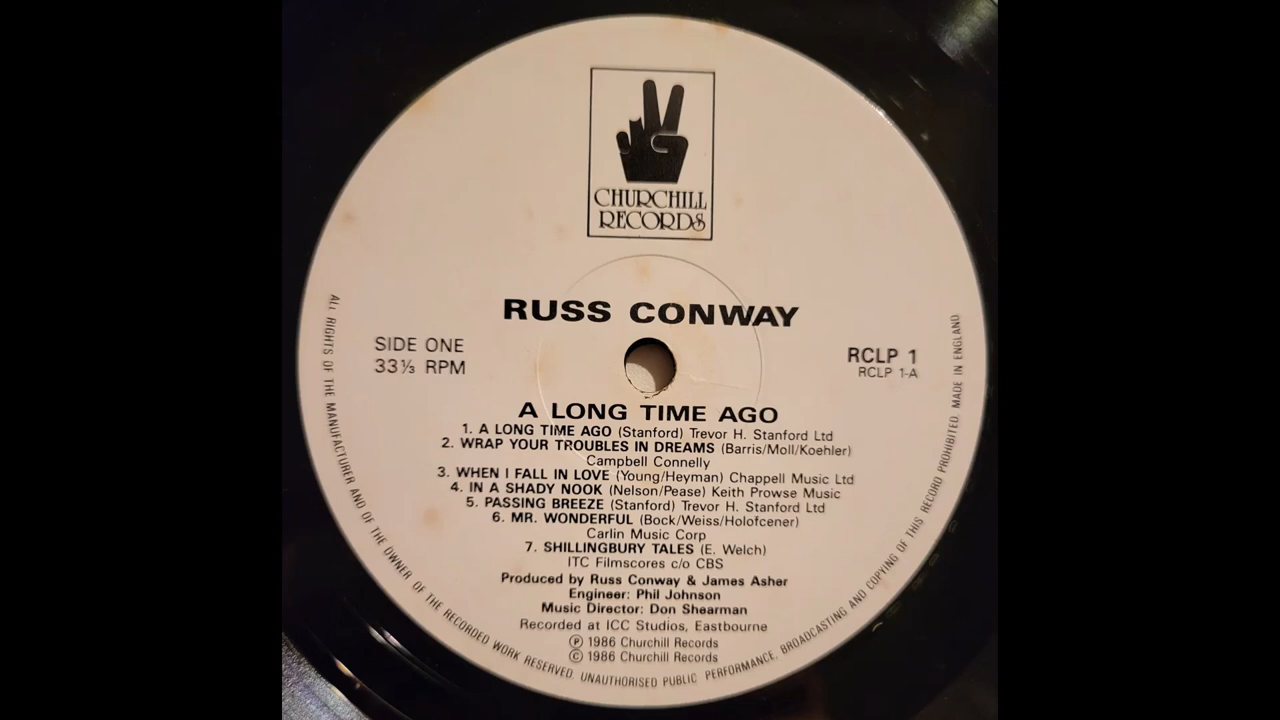 CHURCHILL
RECORDS
RUSS CONWAY
SIDE ONE
33⅓ RPM
RCLP 1
RCLP 1-A
A LONG TIME AGO
1. A LONG TIME AGO (Stanford) Trevor H. Stanford Ltd
2. WRAP YOUR TROUBLES IN DREAMS (Barris/Moll/Koehler)
Campbell Connelly
3. WHEN I FALL IN LOVE (Young/Heyman) Chappell Music Ltd
4. IN A SHADY NOOK (Nelson/Pease) Keith Prowse Music
5. PASSING BREEZE (Stanford) Trevor H. Stanford Ltd
6. MR. WONDERFUL (Bock/Weiss/Holofcener)
Carlin Music Corp
7. SHILLINGBURY TALES (E. Welch)
ITC Filmscores c/o CBS
Produced by Russ Conway & James Asher
Engineer: Phil Johnson
Music Director: Don Shearman
Recorded at ICC Studios, Eastbourne
℗ 1986 Churchill Records
© 1986 Churchill Records
ALL RIGHTS OF THE MANUFACTURER AND OF THE OWNER OF THE RECORDED WORK RESERVED. UNAUTHORISED PUBLIC PERFORMANCE, BROADCASTING AND COPYING OF THIS RECORD PROHIBITED. MADE IN ENGLAND